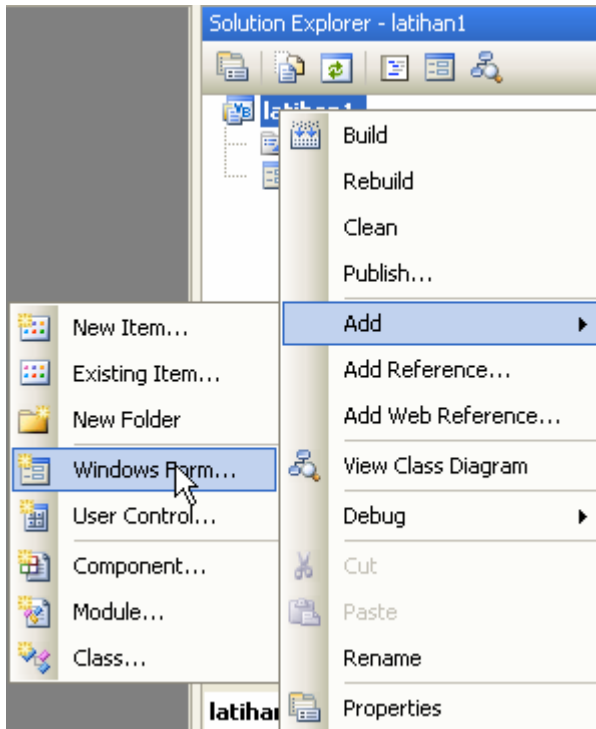 Solution Explorer - latihan1
VB latihan1
Build
Rebuild
Clean
Publish...
Add
Add Reference...
Add Web Reference...
View Class Diagram
Debug
Cut
Paste
Rename
Properties
New Item...
Existing Item...
New Folder
Windows Form...
User Control...
Component...
Module...
Class...